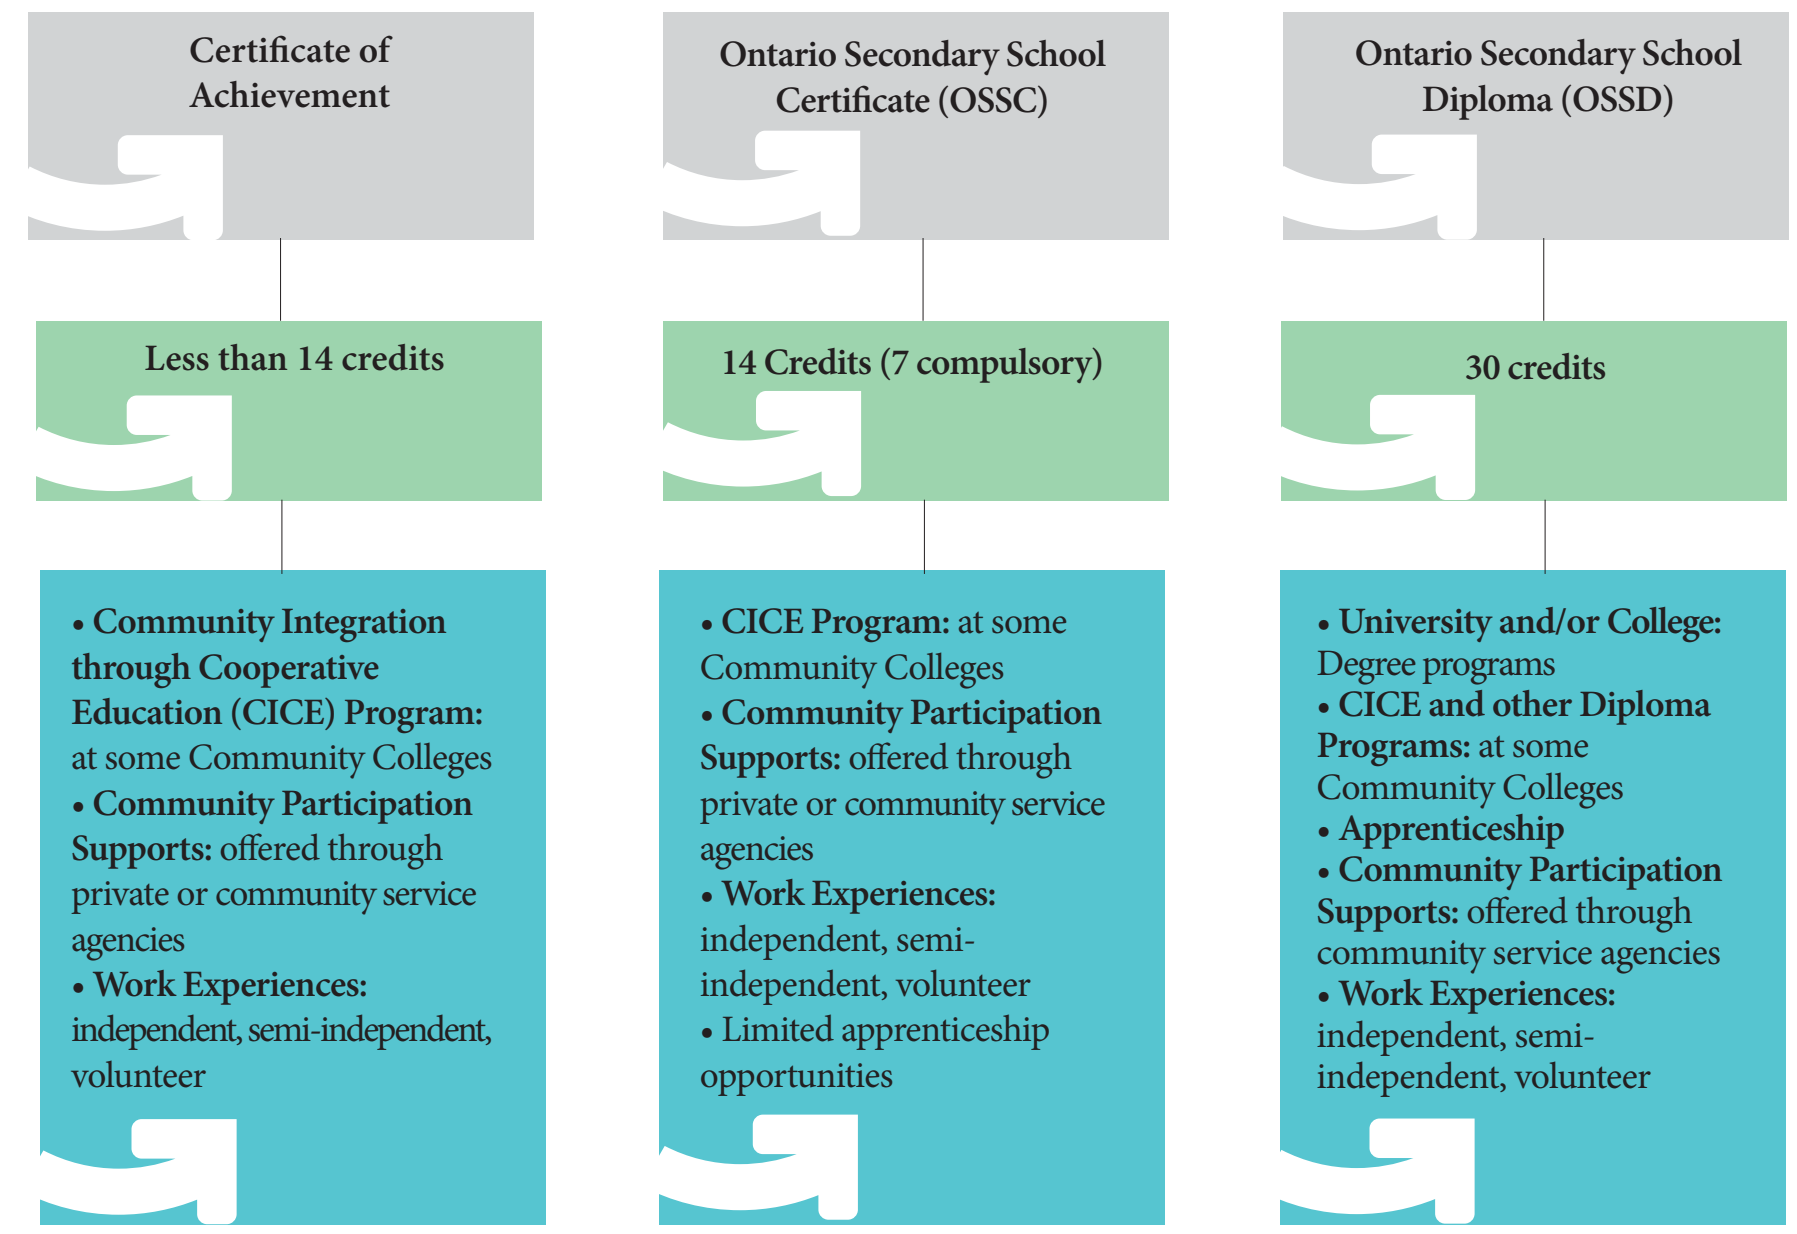 Certificate of
Achievement
Less than 14 credits
• Community Integration
through Cooperative
Education (CICE) Program:
at some Community Colleges
• Community Participation
Supports: offered through
private or community service
agencies
• Work Experiences:
independent, semi-independent,
volunteer
Ontario Secondary School
Certificate (OSSC)
14 Credits (7 compulsory)
• CICE Program: at some
Community Colleges
• Community Participation
Supports: offered through
private or community service
agencies
• Work Experiences:
independent, semi-
independent, volunteer
• Limited apprenticeship
opportunities
Ontario Secondary School
Diploma (OSSD)
30 credits
• University and/or College:
Degree programs
• CICE and other Diploma
Programs: at some
Community Colleges
• Apprenticeship
• Community Participation
Supports: offered through
community service agencies
• Work Experiences:
independent, semi-
independent, volunteer